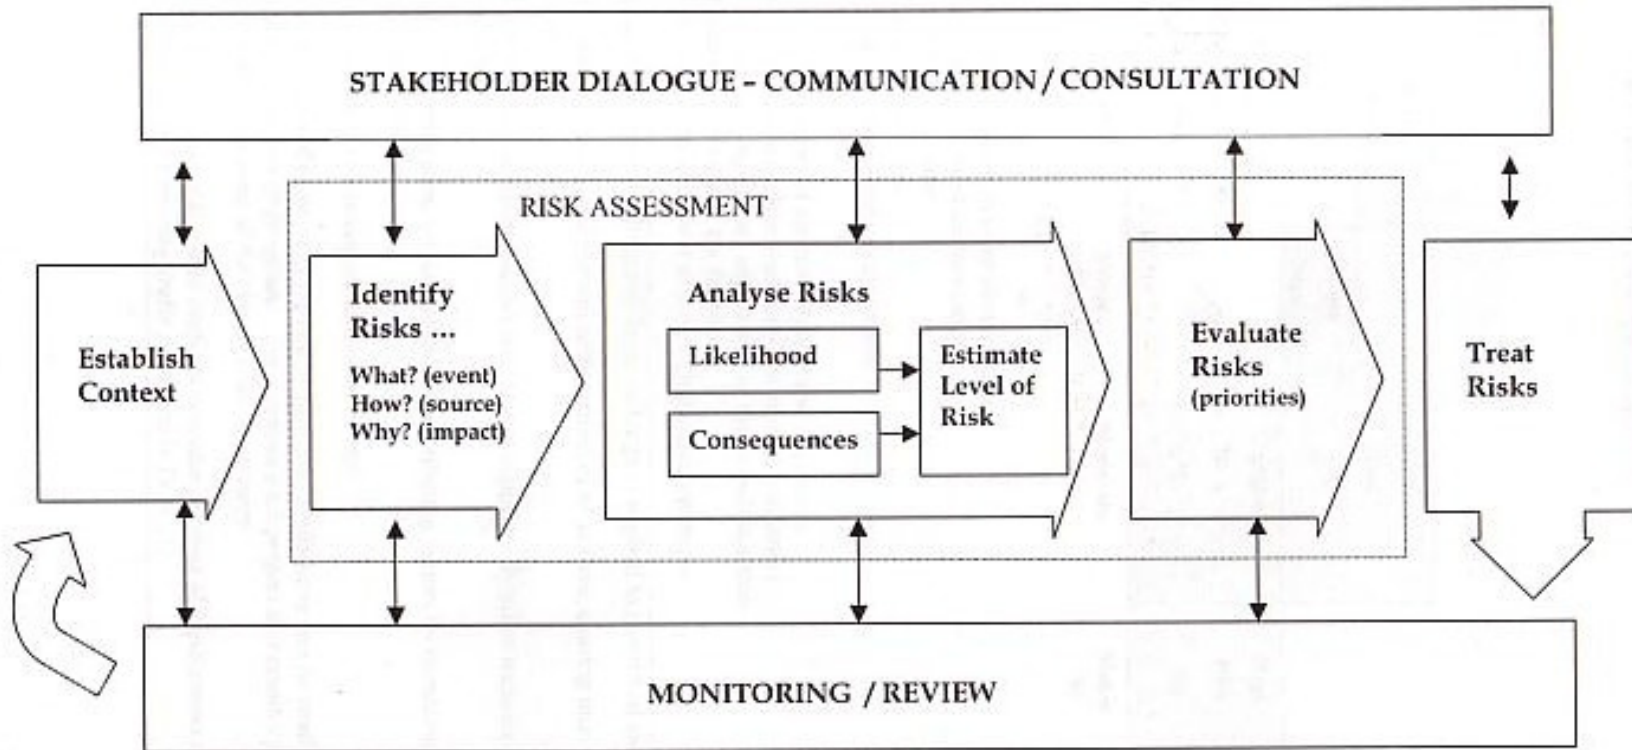 STAKEHOLDER DIALOGUE – COMMUNICATION / CONSULTATION
RISK ASSESSMENT
Establish
Context
Identify
Risks ...
What? (event)
How? (source)
Why? (impact)
Analyse Risks
Likelihood
Consequences
Estimate
Level of
Risk
Evaluate
Risks
(priorities)
Treat
Risks
MONITORING / REVIEW